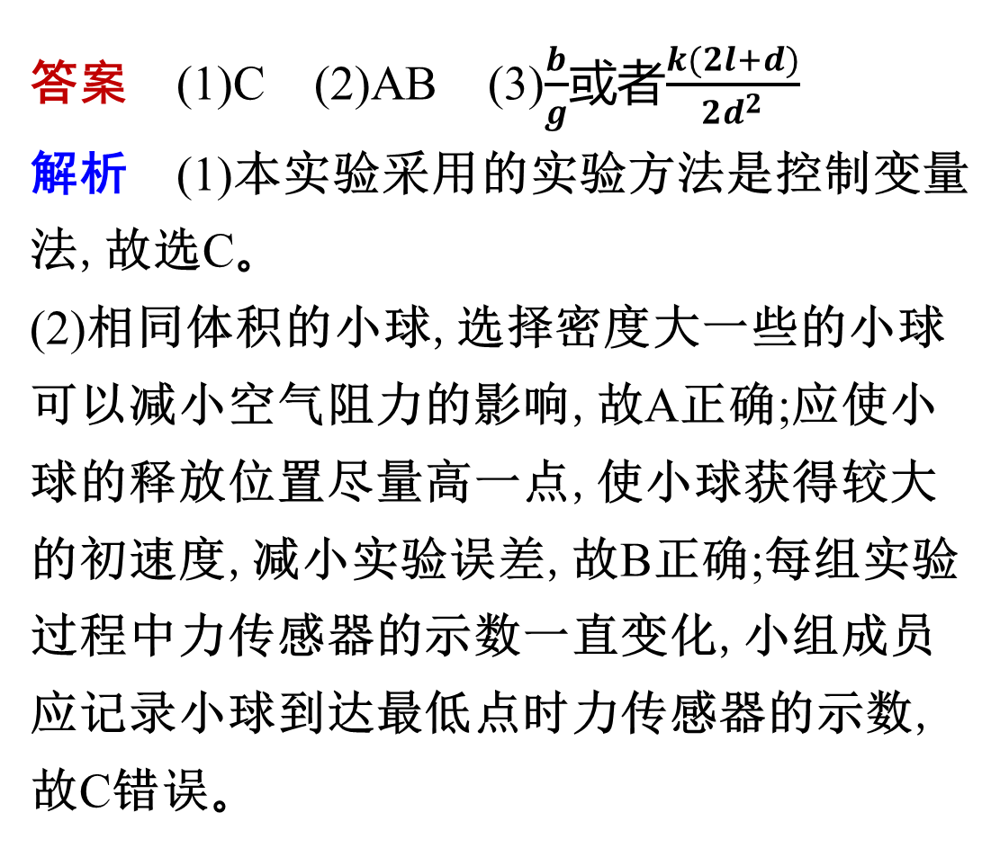 答案 (1)C (2)AB (3)b/g或者k(2l+d)/2d²
解析 (1)本实验采用的实验方法是控制变量
法,故选C。
(2)相同体积的小球,选择密度大一些的小球
可以减小空气阻力的影响,故A正确;应使小
球的释放位置尽量高一点,使小球获得较大
的初速度,减小实验误差,故B正确;每组实验
过程中力传感器的示数一直变化,小组成员
应记录小球到达最低点时力传感器的示数,
故C错误。